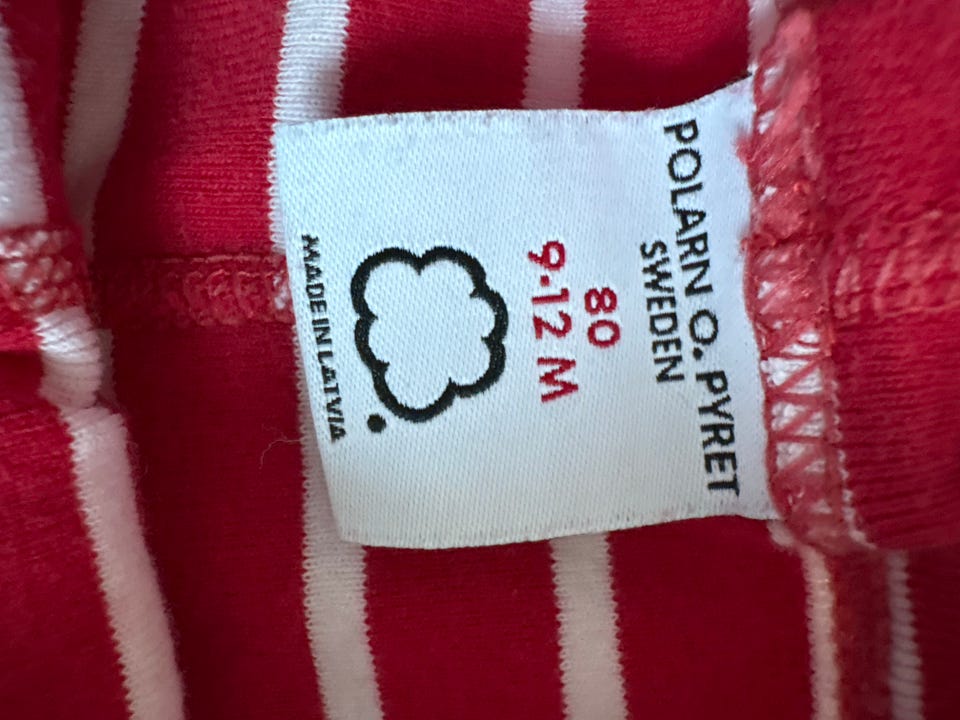 POLARN O. PYRET
SWEDEN
80
9-12 M
MADE IN LATVIA